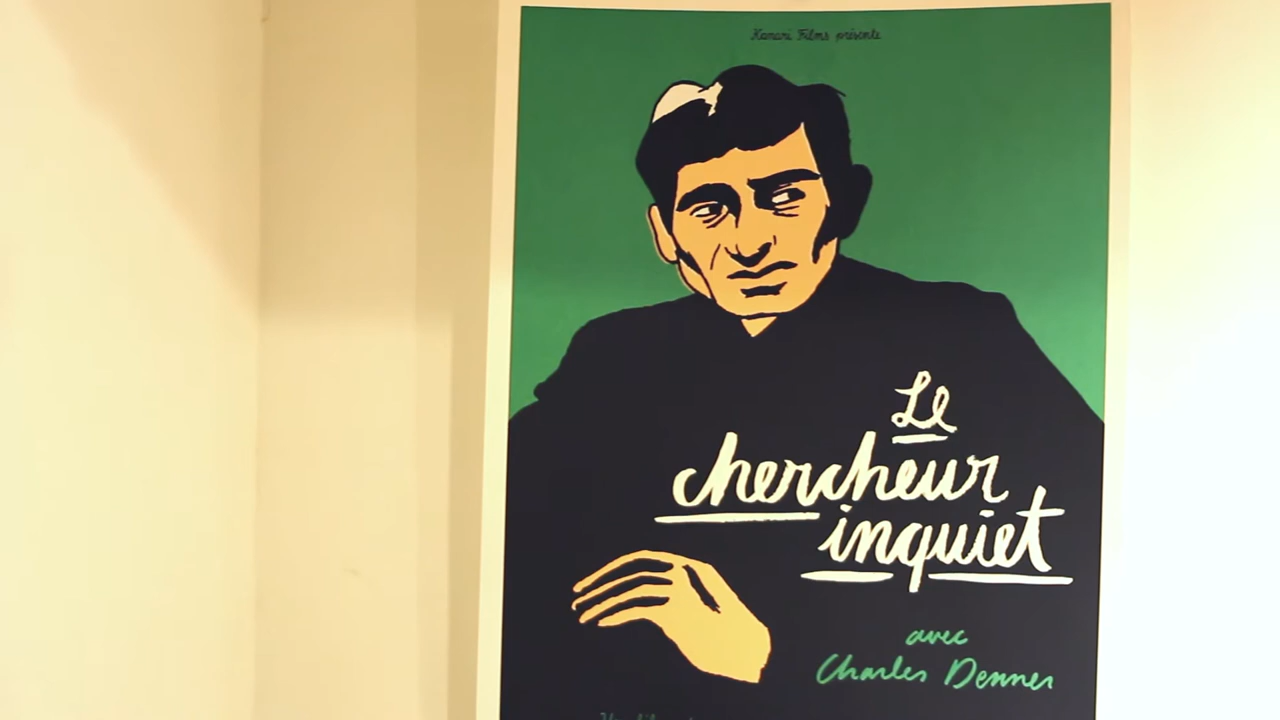 Kanari Films présente
Le
chercheur
inquiet
avec
Charles Denner